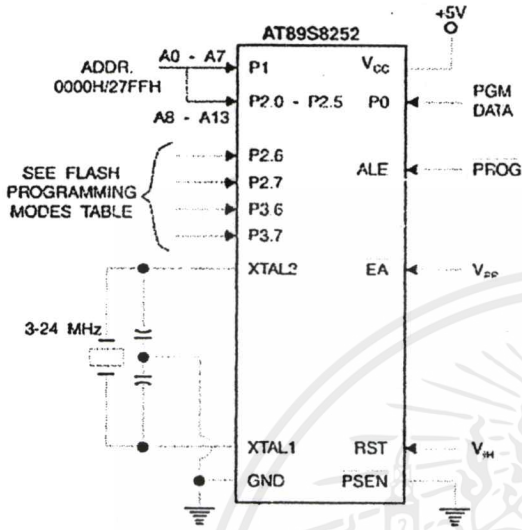 +5V
AT89S8252
ADDR.
0000H/27FFH
A0 - A7
P1
VCC
A8 - A13
P2.0 - P2.5
P0
PGM
DATA
SEE FLASH
PROGRAMMING
MODES TABLE
P2.6
P2.7
P3.6
P3.7
ALE
PROG
XTAL2
EA
VPP
3-24 MHz
XTAL1
RST
VIH
GND
PSEN